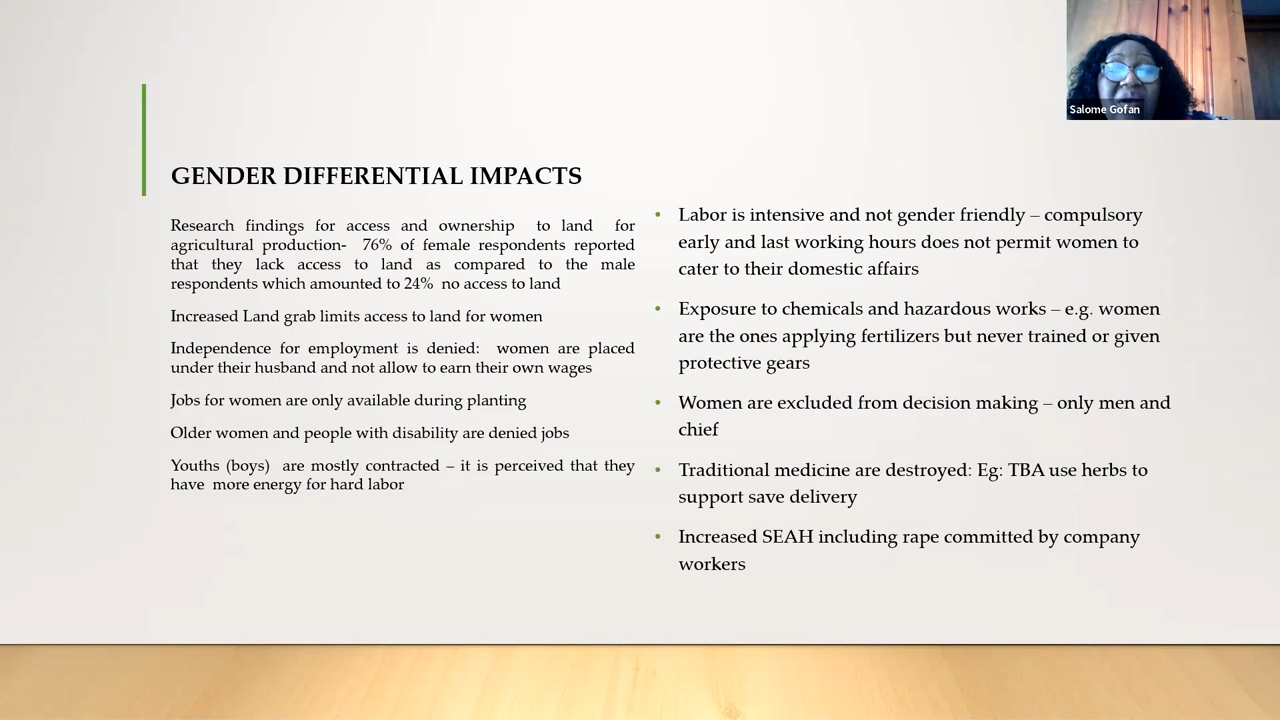 Salome Gofan
GENDER DIFFERENTIAL IMPACTS
Research findings for access and ownership to land for
agricultural production- 76% of female respondents reported
that they lack access to land as compared to the male
respondents which amounted to 24% no access to land
Increased Land grab limits access to land for women
Independence for employment is denied: women are placed
under their husband and not allow to earn their own wages
Jobs for women are only available during planting
Older women and people with disability are denied jobs
Youths (boys) are mostly contracted – it is perceived that they
have more energy for hard labor
• Labor is intensive and not gender friendly – compulsory
early and last working hours does not permit women to
cater to their domestic affairs
• Exposure to chemicals and hazardous works – e.g. women
are the ones applying fertilizers but never trained or given
protective gears
• Women are excluded from decision making – only men and
chief
• Traditional medicine are destroyed: Eg: TBA use herbs to
support save delivery
• Increased SEAH including rape committed by company
workers